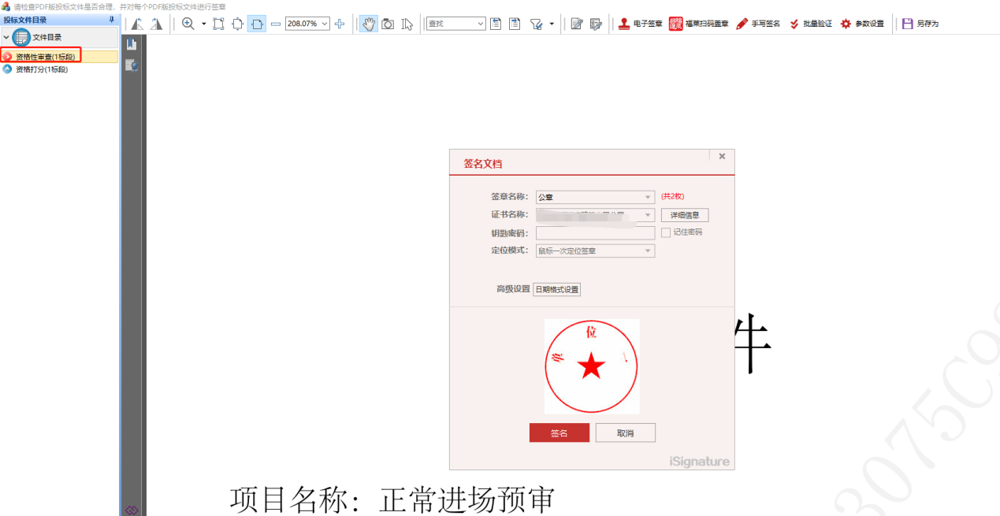 请检查PDF版投标文件是否合理，并对每个PDF版投标文件进行签章
投标文件目录
208.07% 查找 电子签章 福莱扫码盖章 手写签名 批量验证 参数设置 另存为
文件目录
资格性审查(1标段)
资格打分(1标段)
签名文档
签章名称： 公章 (共2枚)
证书名称： 详细信息
钥匙密码： 记住密码
定位模式： 鼠标一次定位签章
高级设置 日期格式设置
单位1
件
签名 取消
iSignature
项目名称：正常进场预审
3075C9